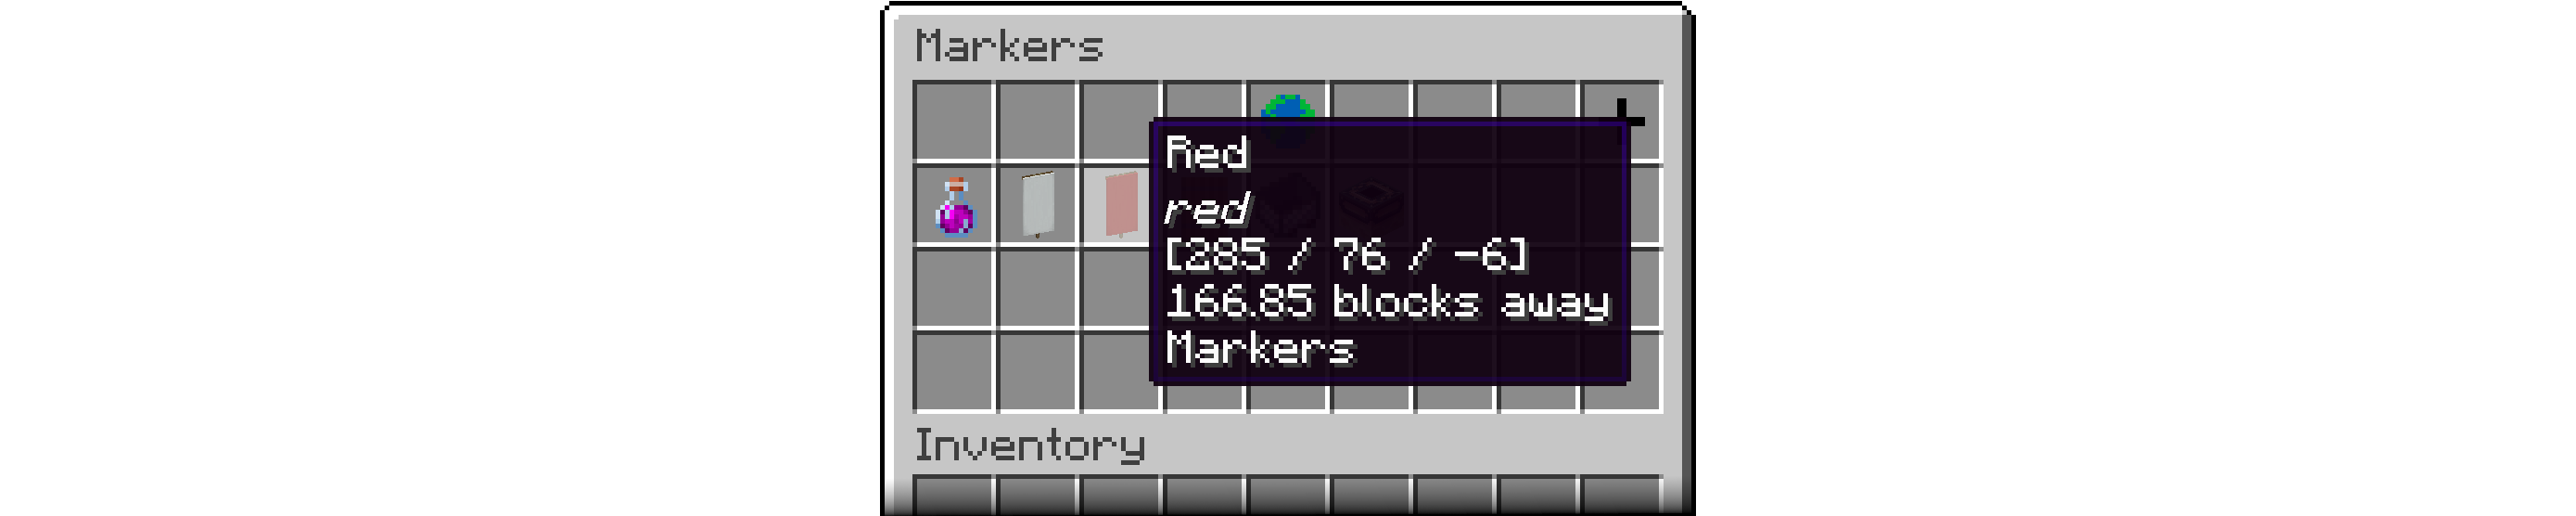 Markers
Red
red
[285 / 76 / -6]
166.85 blocks away
Markers
Inventory